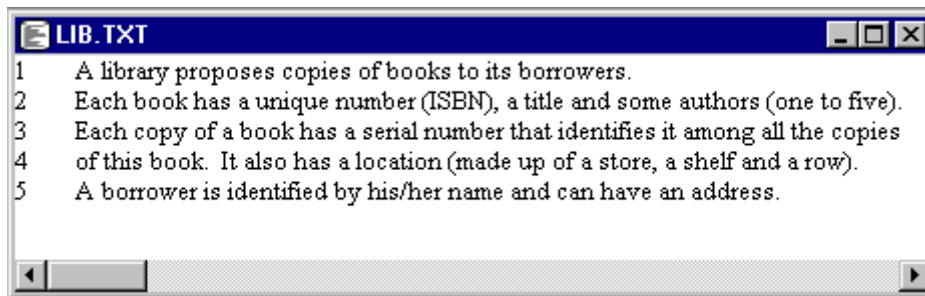 LIB.TXT
1 A library proposes copies of books to its borrowers.
2 Each book has a unique number (ISBN), a title and some authors (one to five).
3 Each copy of a book has a serial number that identifies it among all the copies
4 of this book. It also has a location (made up of a store, a shelf and a row).
5 A borrower is identified by his/her name and can have an address.